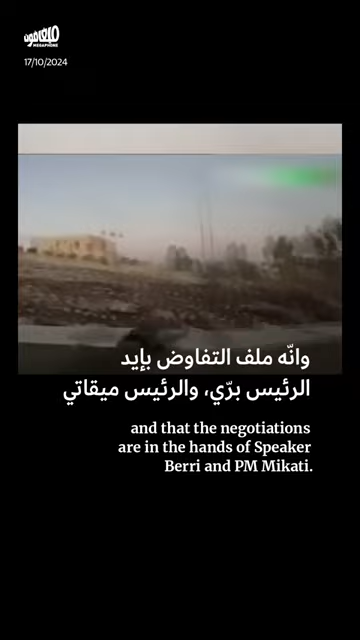 ميغافون
MEGAPHONE
17/10/2024
وانّه ملف التفاوض بإيد
الرئيس برّي، والرئيس ميقاتي
and that the negotiations
are in the hands of Speaker
Berri and PM Mikati.